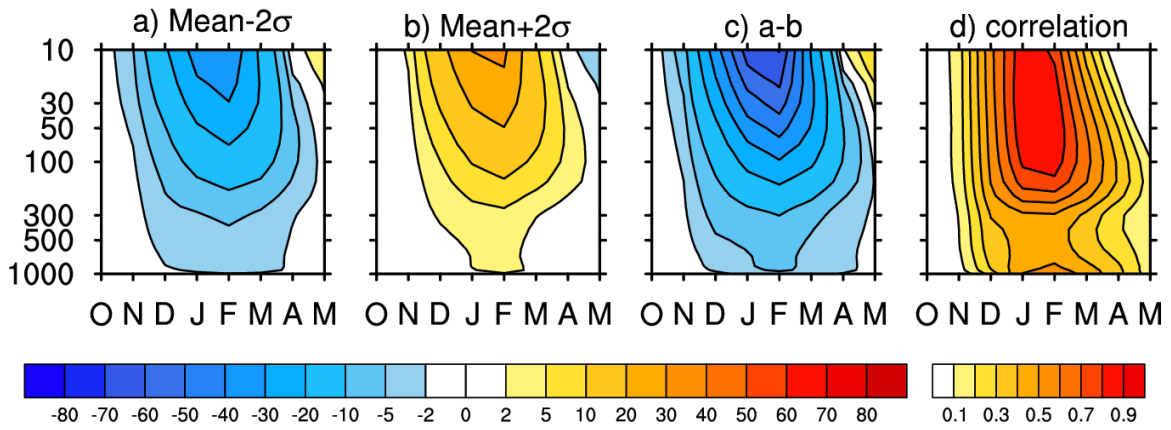 a) Mean-2σ b) Mean+2σ c) a-b d) correlation
10
30
50
100
300
500
1000
O N D J F M A M O N D J F M A M O N D J F M A M O N D J F M A M
-80 -70 -60 -50 -40 -30 -20 -10 -5 -2 0 2 5 10 20 30 50 60 70 80 0.1 0.3 0.5 0.7 0.9